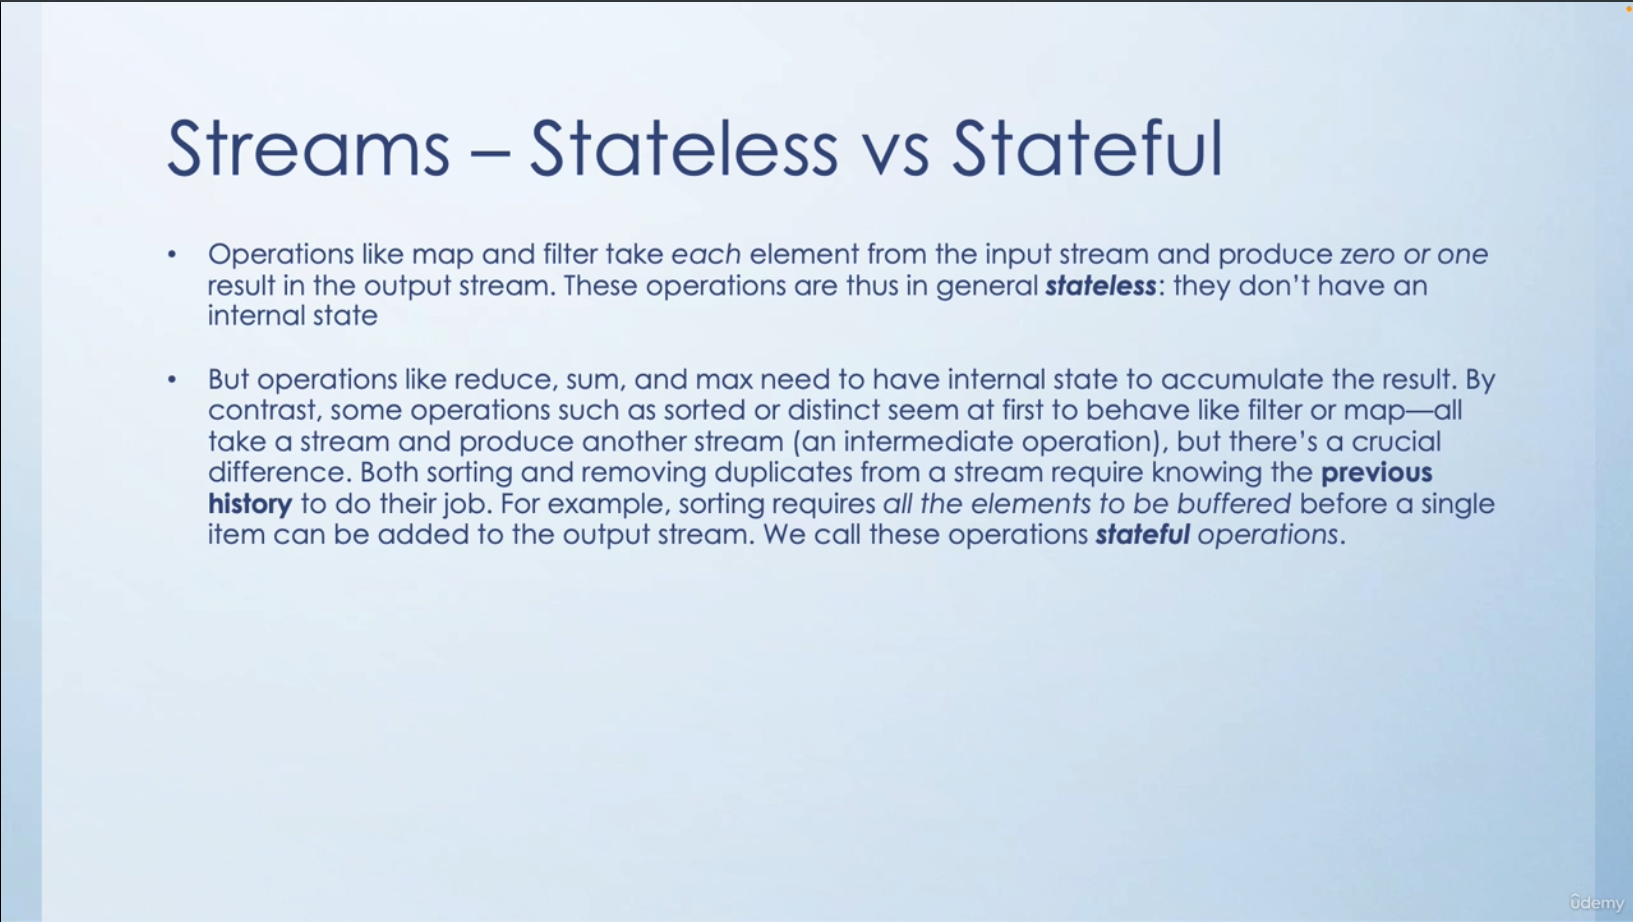 Streams – Stateless vs Stateful
• Operations like map and filter take each element from the input stream and produce zero or one
result in the output stream. These operations are thus in general stateless: they don't have an
internal state
• But operations like reduce, sum, and max need to have internal state to accumulate the result. By
contrast, some operations such as sorted or distinct seem at first to behave like filter or map—all
take a stream and produce another stream (an intermediate operation), but there's a crucial
difference. Both sorting and removing duplicates from a stream require knowing the previous
history to do their job. For example, sorting requires all the elements to be buffered before a single
item can be added to the output stream. We call these operations stateful operations.
ûdemy